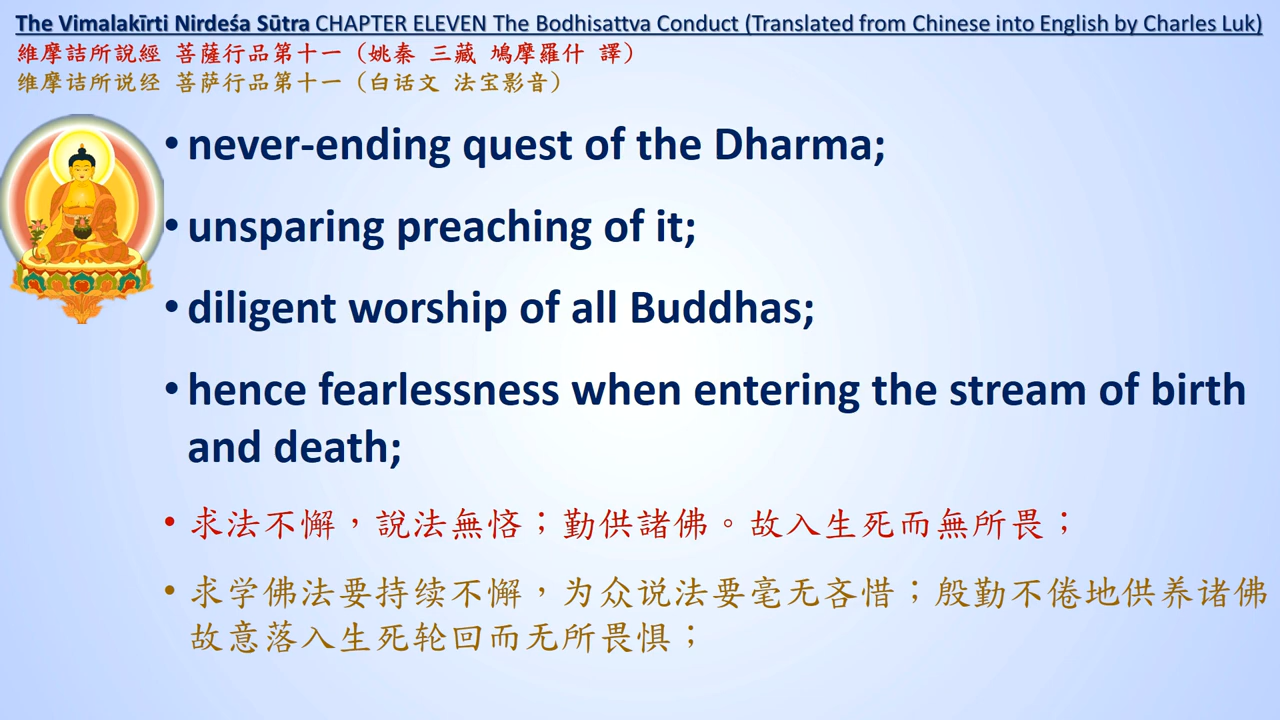 The Vimalakīrti Nirdeśa Sūtra CHAPTER ELEVEN The Bodhisattva Conduct (Translated from Chinese into English by Charles Luk)
維摩詰所說經 菩薩行品第十一（姚秦 三藏 鳩摩羅什 譯）
维摩诘所说经 菩萨行品第十一（白话文 法宝影音）
• never-ending quest of the Dharma;
• unsparing preaching of it;
• diligent worship of all Buddhas;
• hence fearlessness when entering the stream of birth
and death;
• 求法不懈，說法無悋；勤供諸佛。故入生死而無所畏；
• 求学佛法要持续不懈，为众说法要毫无吝惜；殷勤不倦地供养诸佛
故意落入生死轮回而无所畏惧；